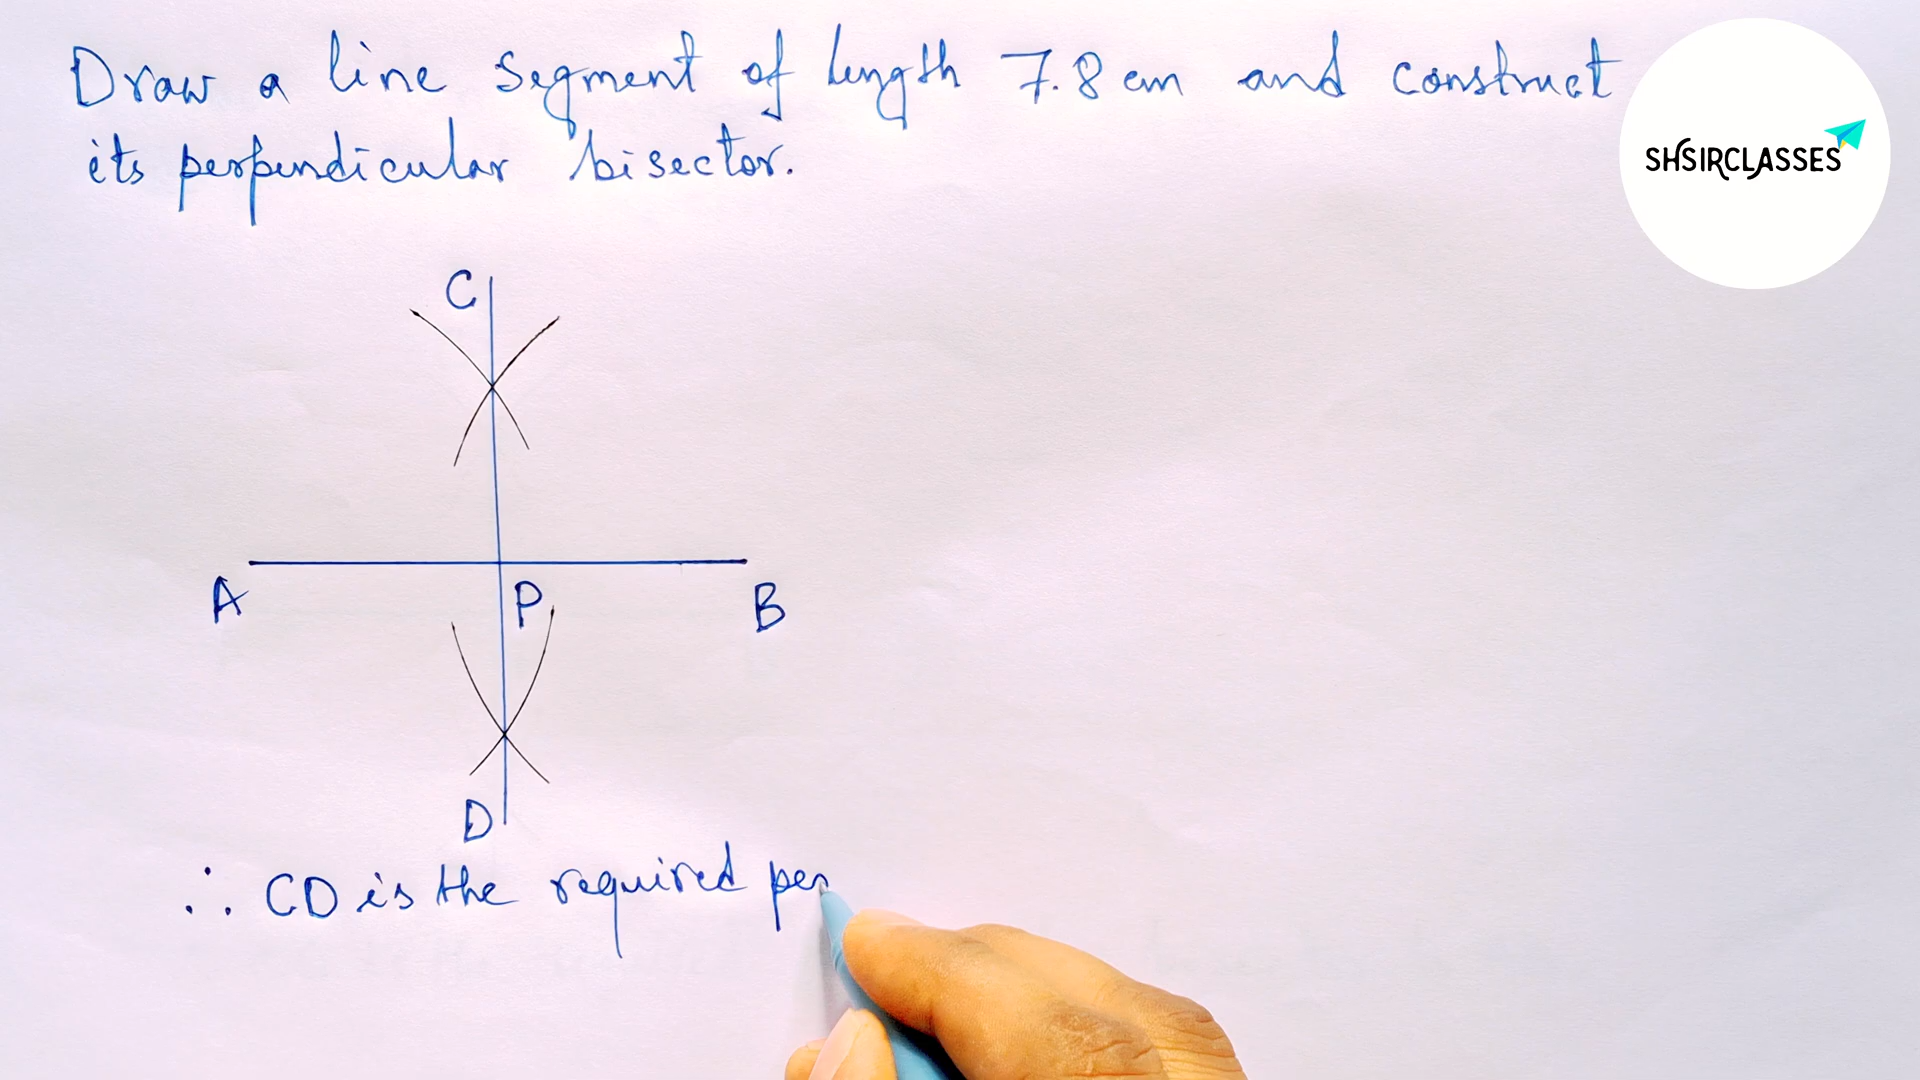 Draw a line segment of length 7.8 cm and construct
its perpendicular bisector.
SHSIRCLASSES
C
A
P
B
D
∴ CD is the required per